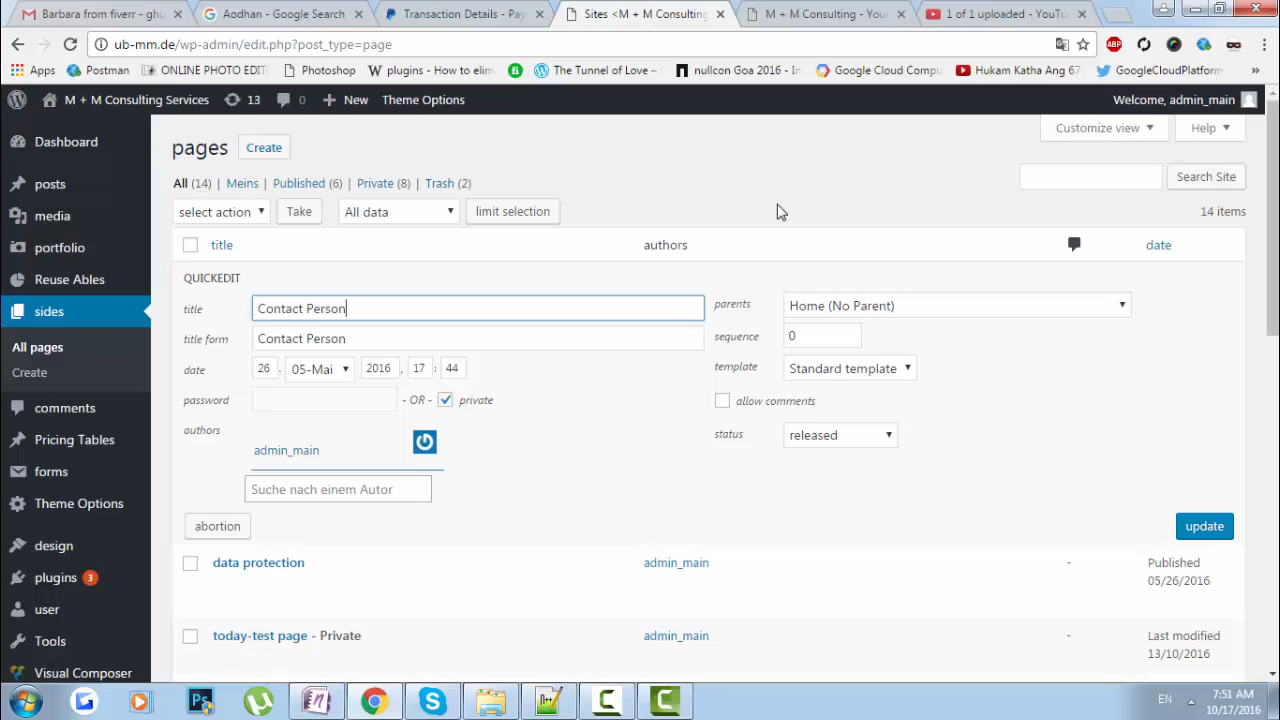 Barbara from fiverr - ghu
Aodhan - Google Search
Transaction Details - Pay
Sites <M + M Consulting
M + M Consulting - Your
1 of 1 uploaded - YouTu
ub-mm.de/wp-admin/edit.php?post_type=page
Apps
Postman
ONLINE PHOTO EDIT
Photoshop
plugins - How to elim
The Tunnel of Love –
nullcon Goa 2016 - In
Google Cloud Compu
Hukam Katha Ang 67
GoogleCloudPlatform
M + M Consulting Services 13 0 New Theme Options Welcome, admin_main
Dashboard
posts
media
portfolio
Reuse Ables
sides
All pages
Create
comments
Pricing Tables
forms
Theme Options
design
plugins 3
user
Tools
Visual Composer
Customize view Help
pages Create
All (14) | Meins | Published (6) | Private (8) | Trash (2)
Search Site
select action Take All data limit selection 14 items
title authors date
QUICKEDIT
title Contact Person
title form Contact Person
date 26 . 05-Mai 2016 , 17 : 44
password - OR - private
authors
admin_main
Suche nach einem Autor
parents Home (No Parent)
sequence 0
template Standard template
allow comments
status released
abortion update
data protection admin_main - Published
05/26/2016
today-test page - Private admin_main - Last modified
13/10/2016
EN 7:51 AM
10/17/2016